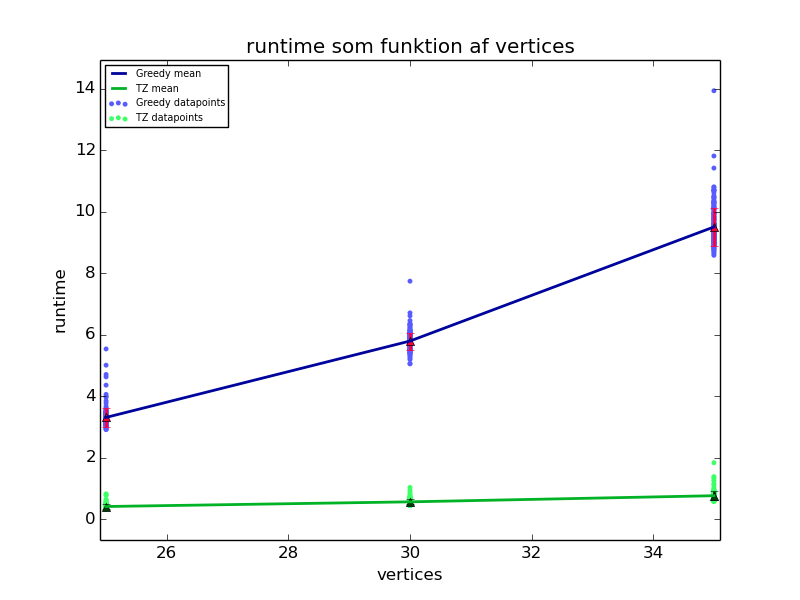 runtime som funktion af vertices
Greedy mean
TZ mean
Greedy datapoints
TZ datapoints
14
12
10
8
6
4
2
0
runtime
26
28
30
32
34
vertices